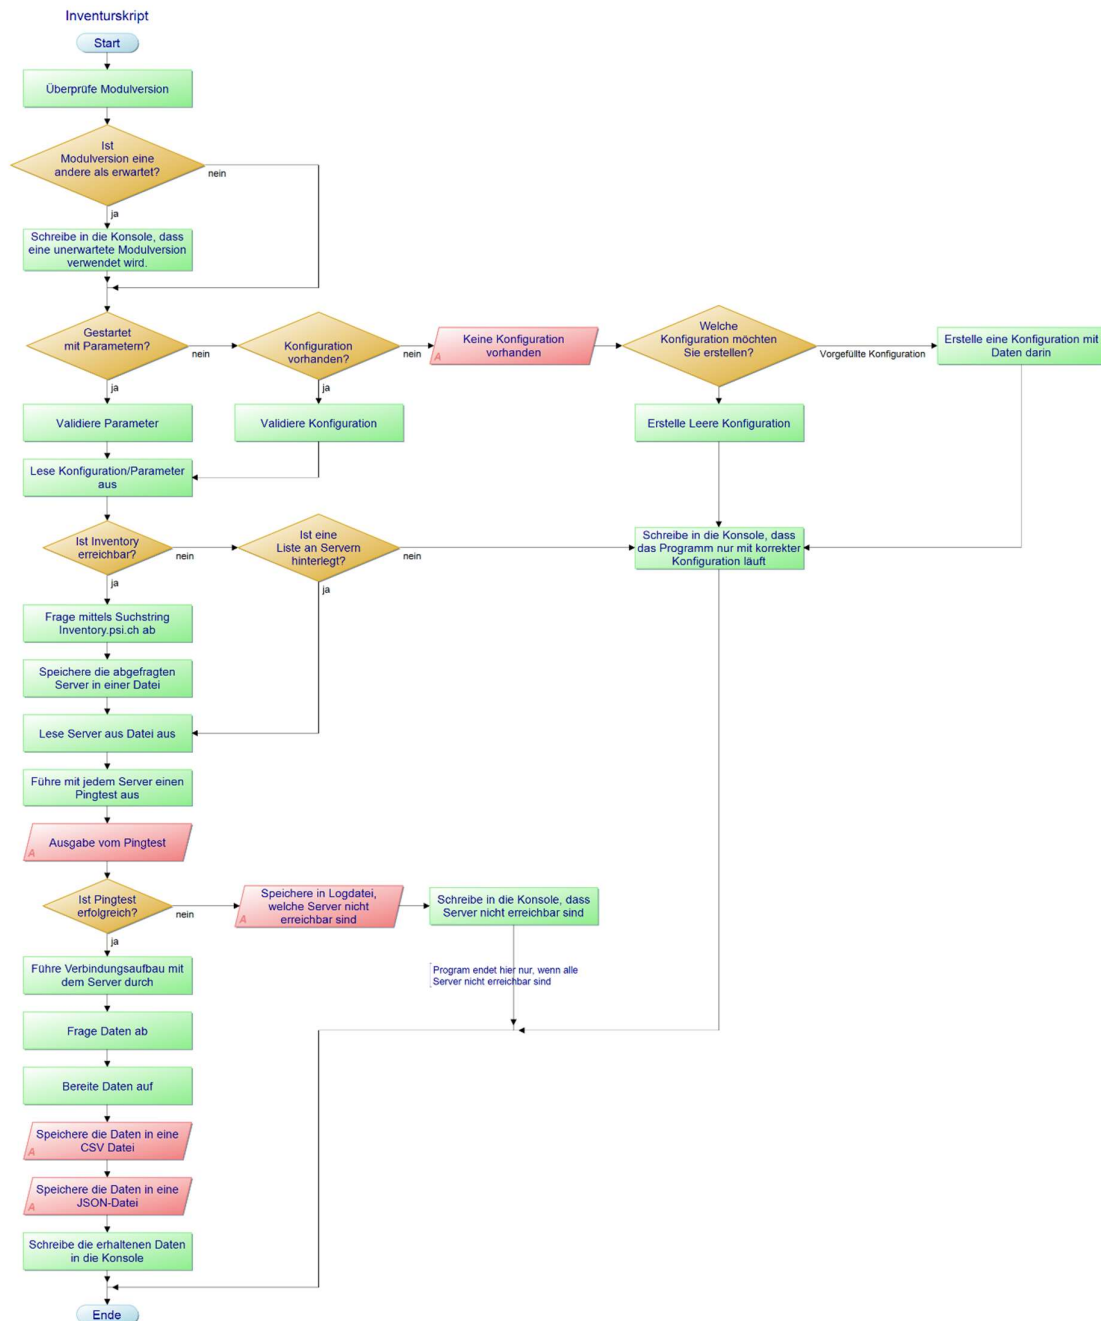 Inventurskript
Start
Überprüfe Modulversion
Ist
Modulversion eine
andere als erwartet?
nein
ja
Schreibe in die Konsole, dass
eine unerwartete Modulversion
verwendet wird.
Gestartet
mit Parametern?
nein
ja
Konfiguration
vorhanden?
nein
ja
Keine Konfiguration
vorhanden
A
Welche
Konfiguration möchten
Sie erstellen?
Vorgefüllte Konfiguration
Erstelle eine Konfiguration mit
Daten darin
Validiere Parameter
Validiere Konfiguration
Erstelle Leere Konfiguration
Lese Konfiguration/Parameter
aus
Ist Inventory
erreichbar?
nein
ja
Ist eine
Liste an Servern
hinterlegt?
nein
ja
Schreibe in die Konsole, dass
das Programm nur mit korrekter
Konfiguration läuft
Frage mittels Suchstring
Inventory.psi.ch ab
Speichere die abgefragten
Server in einer Datei
Lese Server aus Datei aus
Führe mit jedem Server einen
Pingtest aus
Ausgabe vom Pingtest
A
Ist Pingtest
erfolgreich?
nein
ja
Speichere in Logdatei,
welche Server nicht
erreichbar sind
A
Schreibe in die Konsole, dass
Server nicht erreichbar sind
Program endet hier nur, wenn alle
Server nicht erreichbar sind
Führe Verbindungsaufbau mit
dem Server durch
Frage Daten ab
Bereite Daten auf
Speichere die Daten in eine
CSV Datei
A
Speichere die Daten in eine
JSON-Datei
A
Schreibe die erhaltenen Daten
in die Konsole
Ende